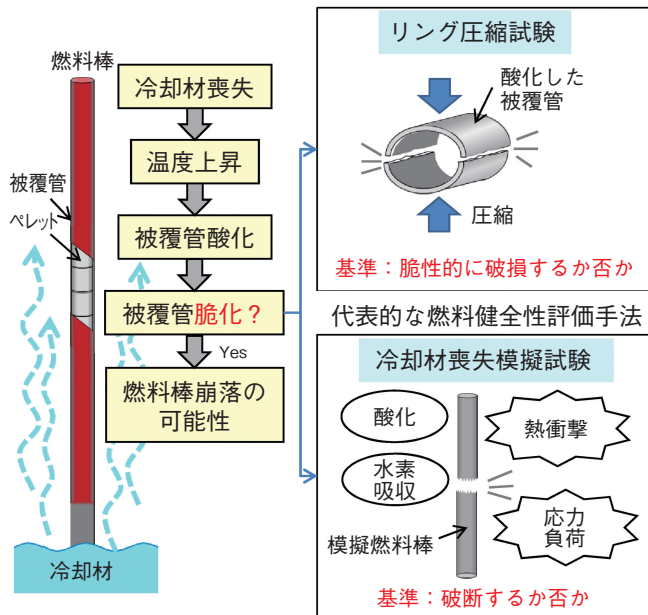 燃料棒
被覆管
ペレット
冷却材
冷却材喪失
温度上昇
被覆管酸化
被覆管脆化？
Yes
燃料棒崩落の
可能性
リング圧縮試験
酸化した
被覆管
圧縮
基準：脆性的に破損するか否か
代表的な燃料健全性評価手法
冷却材喪失模擬試験
酸化
熱衝撃
水素
吸収
応力
負荷
模擬燃料棒
基準：破断するか否か